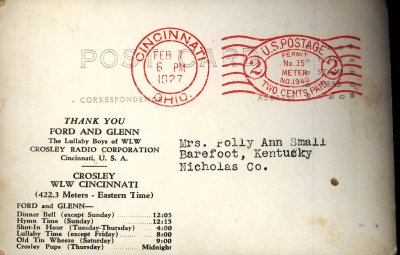 POST CARD
CINCINNATI
FEB 7
6 PM
1927
OHIO.
U.S. POSTAGE
PERMIT
No. 35
METER
NO. 1340
2 2
TWO CENTS PAID
CORRESPONDENCE
THANK YOU
FORD AND GLENN
The Lullaby Boys of WLW
CROSLEY RADIO CORPORATION
Cincinnati, U. S. A.
CROSLEY
WLW CINCINNATI
(422.3 Meters - Eastern Time)
FORD and GLENN—
Dinner Bell (except Sunday) 12:05
Hymn Time (Sunday) 12:15
Shut-In Hour (Tuesday-Thursday) 4:00
Lullaby Time (except Friday) 8:00
Old Tin Wheeze (Saturday) 9:00
Crosley Pups (Thursday) Midnight
Mrs. Polly Ann Small
Barefoot, Kentucky
Nicholas Co.